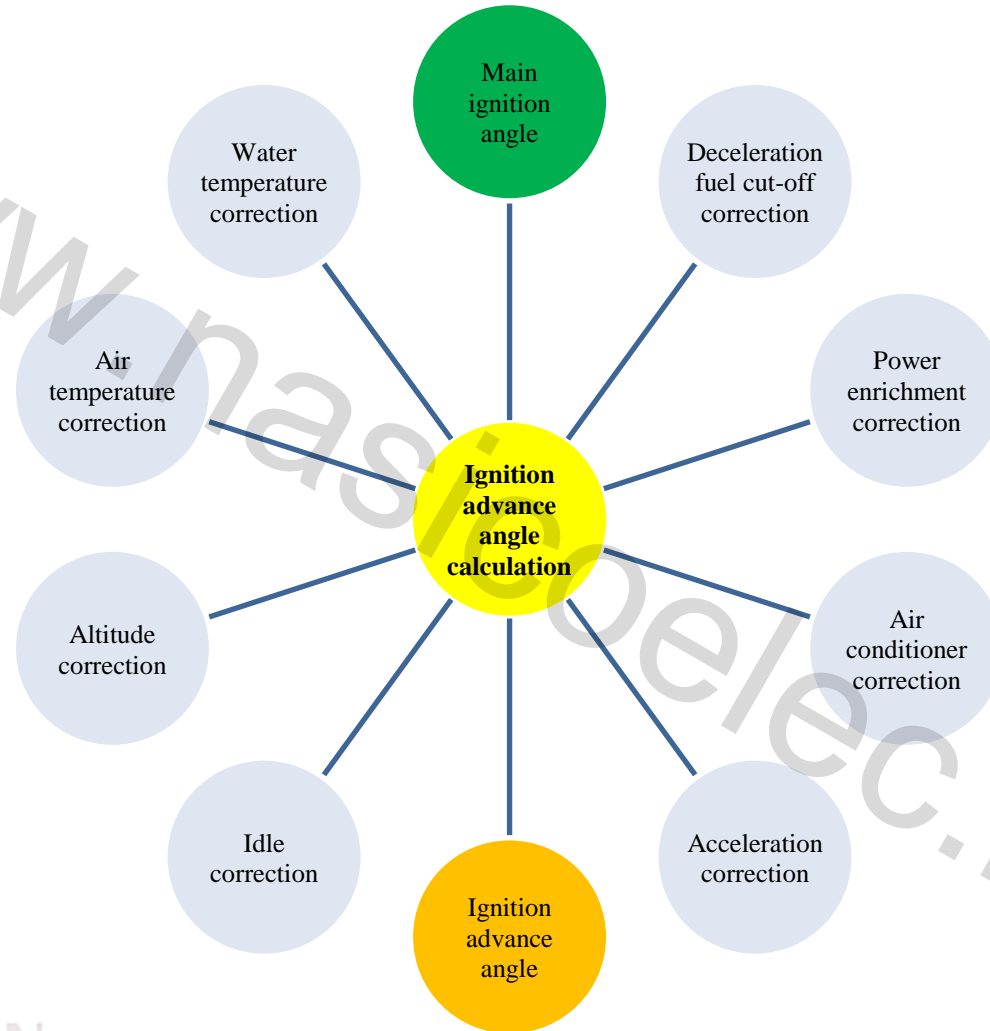 Main
ignition
angle
Deceleration
fuel cut-off
correction
Power
enrichment
correction
Air
conditioner
correction
Acceleration
correction
Ignition
advance
angle
Idle
correction
Altitude
correction
Air
temperature
correction
Water
temperature
correction
Ignition
advance
angle
calculation
w.nasicoelec.